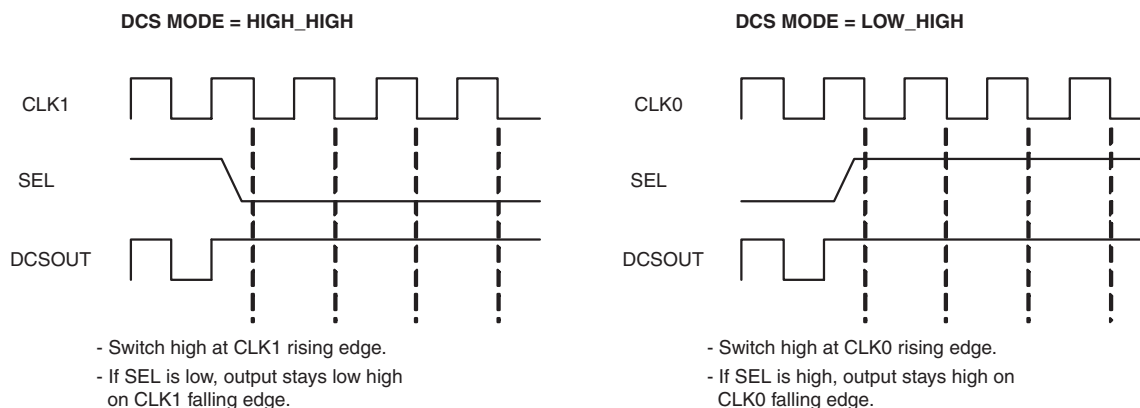 DCS MODE = HIGH_HIGH
CLK1
SEL
DCSOUT
- Switch high at CLK1 rising edge.
- If SEL is low, output stays low high
on CLK1 falling edge.
DCS MODE = LOW_HIGH
CLK0
SEL
DCSOUT
- Switch high at CLK0 rising edge.
- If SEL is high, output stays high on
CLK0 falling edge.